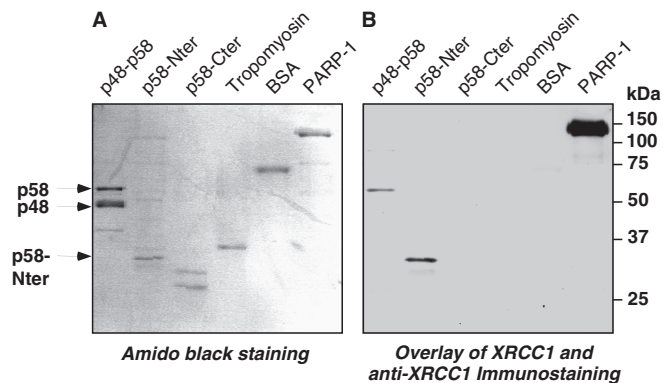 A
p48-p58
p58-Nter
p58-Cter
Tropomyosin
BSA
PARP-1
p58
p48
p58-
Nter
Amido black staining
B
p48-p58
p58-Nter
p58-Cter
Tropomyosin
BSA
PARP-1
kDa
150
100
75
50
37
25
Overlay of XRCC1 and
anti-XRCC1 Immunostaining